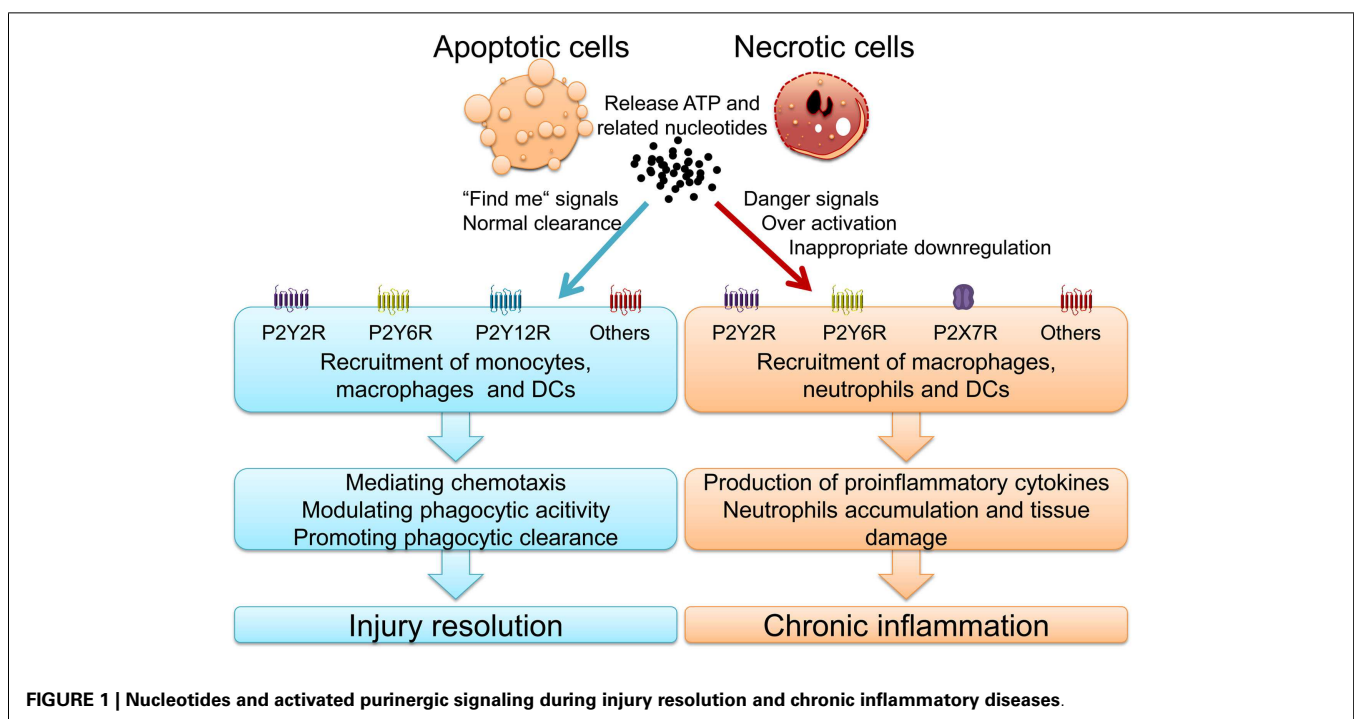 Apoptotic cells
Necrotic cells
Release ATP and
related nucleotides
“Find me“ signals
Normal clearance
Danger signals
Over activation
Inappropriate downregulation
P2Y2R P2Y6R P2Y12R Others
Recruitment of monocytes,
macrophages and DCs
Mediating chemotaxis
Modulating phagocytic acitivity
Promoting phagocytic clearance
Injury resolution
P2Y2R P2Y6R P2X7R Others
Recruitment of macrophages,
neutrophils and DCs
Production of proinflammatory cytokines
Neutrophils accumulation and tissue
damage
Chronic inflammation
FIGURE 1 | Nucleotides and activated purinergic signaling during injury resolution and chronic inflammatory diseases.